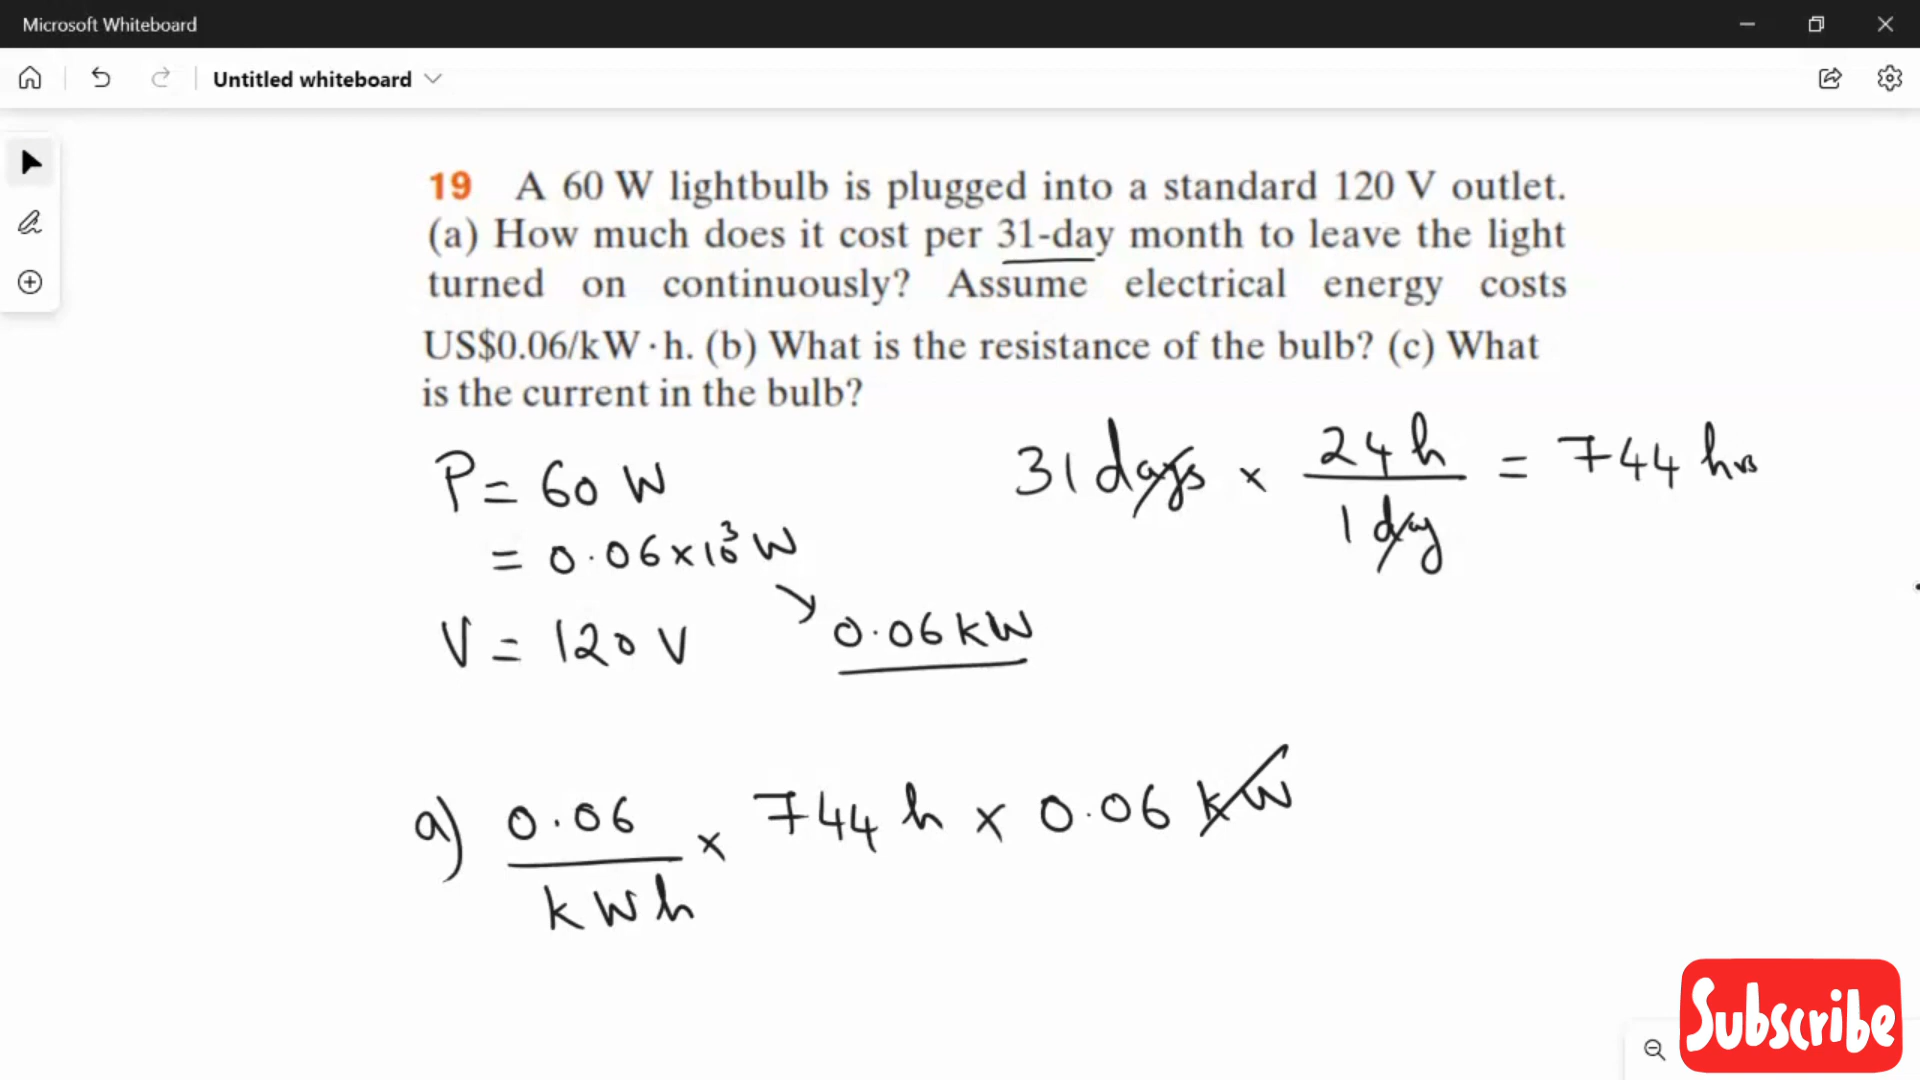 Microsoft Whiteboard
Untitled whiteboard
19 A 60 W lightbulb is plugged into a standard 120 V outlet.
(a) How much does it cost per 31-day month to leave the light
turned on continuously? Assume electrical energy costs
US$0.06/kW·h. (b) What is the resistance of the bulb? (c) What
is the current in the bulb?
P = 60 W
= 0.06 × 10³ W
0.06 kW
V = 120 V
31 days × 24 h / 1 day = 744 hrs
a) 0.06 / kWh × 744 h × 0.06 kW
Subscribe